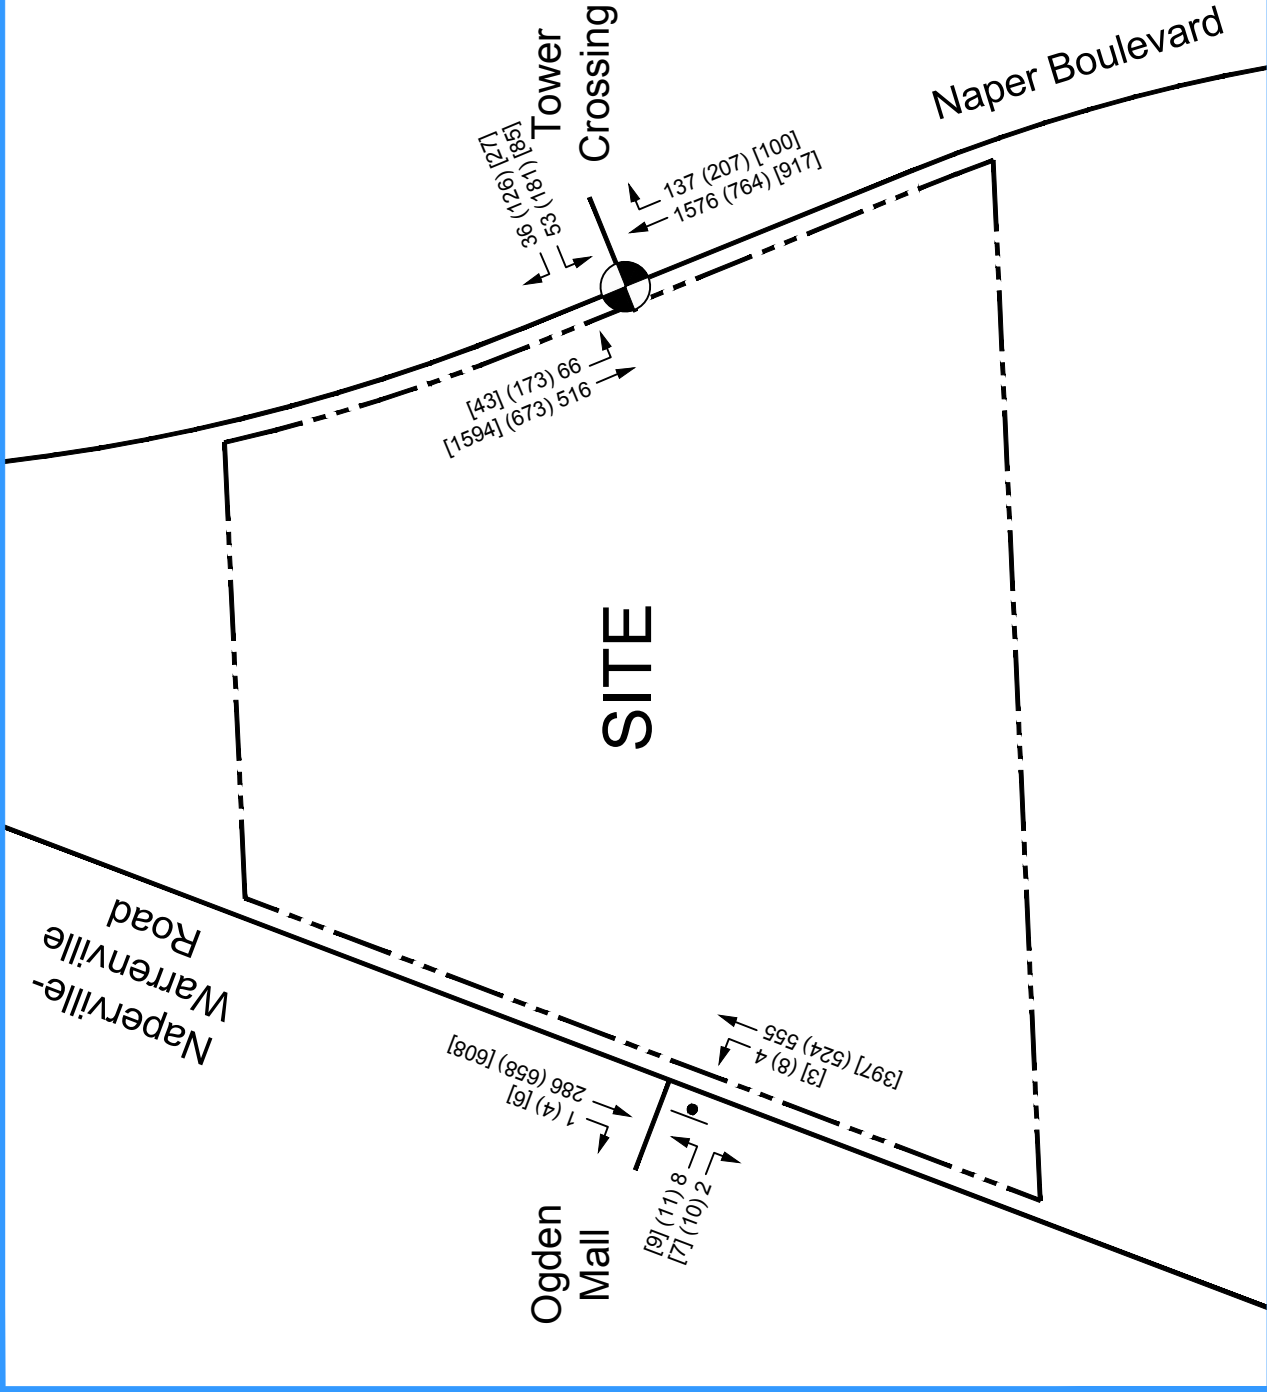 Tower
Crossing
Naper Boulevard
36 (126) [27]
53 (181) [85]
137 (207) [100]
1576 (764) [917]
[43] (173) 66
[1594] (673) 516
SITE
Naperville-
Warrenville
Road
286 (658) [608]
1 (4) [6]
[397] (524) 555
[3] (8) 4
Ogden
Mall
[9] (11) 8
[7] (10) 2